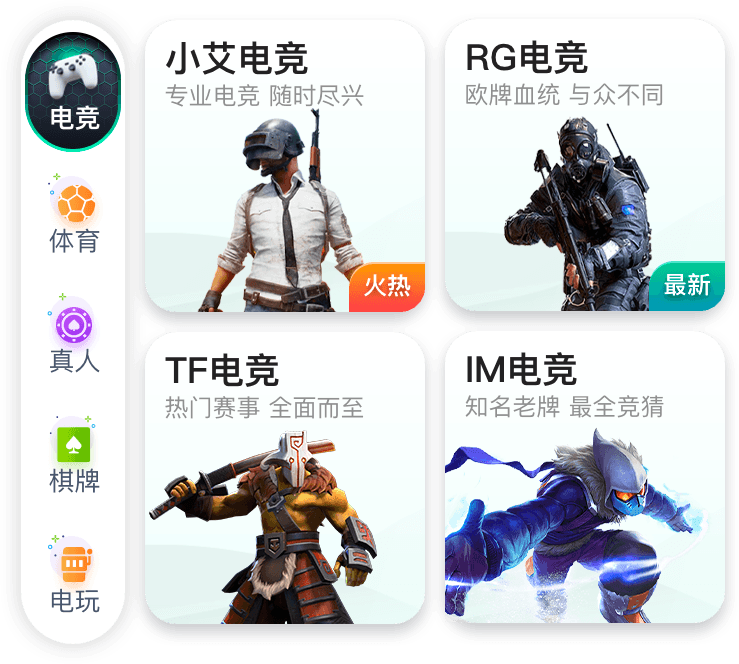 电竞
体育
真人
棋牌
电玩
小艾电竞
专业电竞 随时尽兴
火热
RG电竞
欧牌血统 与众不同
最新
TF电竞
热门赛事 全面而至
IM电竞
知名老牌 最全竞猜